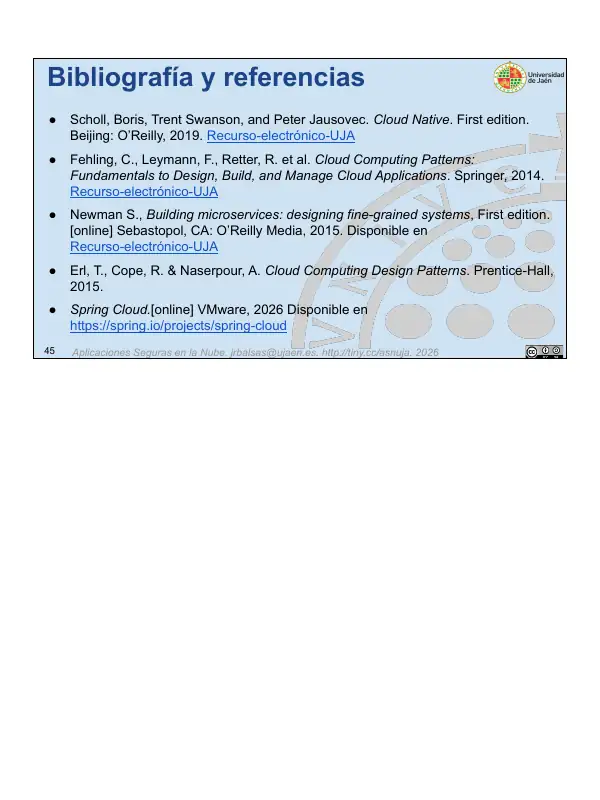 Bibliografía y referencias
Universidad
de Jaén
● Scholl, Boris, Trent Swanson, and Peter Jausovec. Cloud Native. First edition.
Beijing: O’Reilly, 2019. Recurso-electrónico-UJA
● Fehling, C., Leymann, F., Retter, R. et al. Cloud Computing Patterns:
Fundamentals to Design, Build, and Manage Cloud Applications. Springer, 2014.
Recurso-electrónico-UJA
● Newman S., Building microservices: designing fine-grained systems, First edition.
[online] Sebastopol, CA: O’Reilly Media, 2015. Disponible en
Recurso-electrónico-UJA
● Erl, T., Cope, R. & Naserpour, A. Cloud Computing Design Patterns. Prentice-Hall,
2015.
● Spring Cloud.[online] VMware, 2026 Disponible en
https://spring.io/projects/spring-cloud
45
Aplicaciones Seguras en la Nube. jrbalsas@ujaen.es. http://tiny.cc/asnuja. 2026